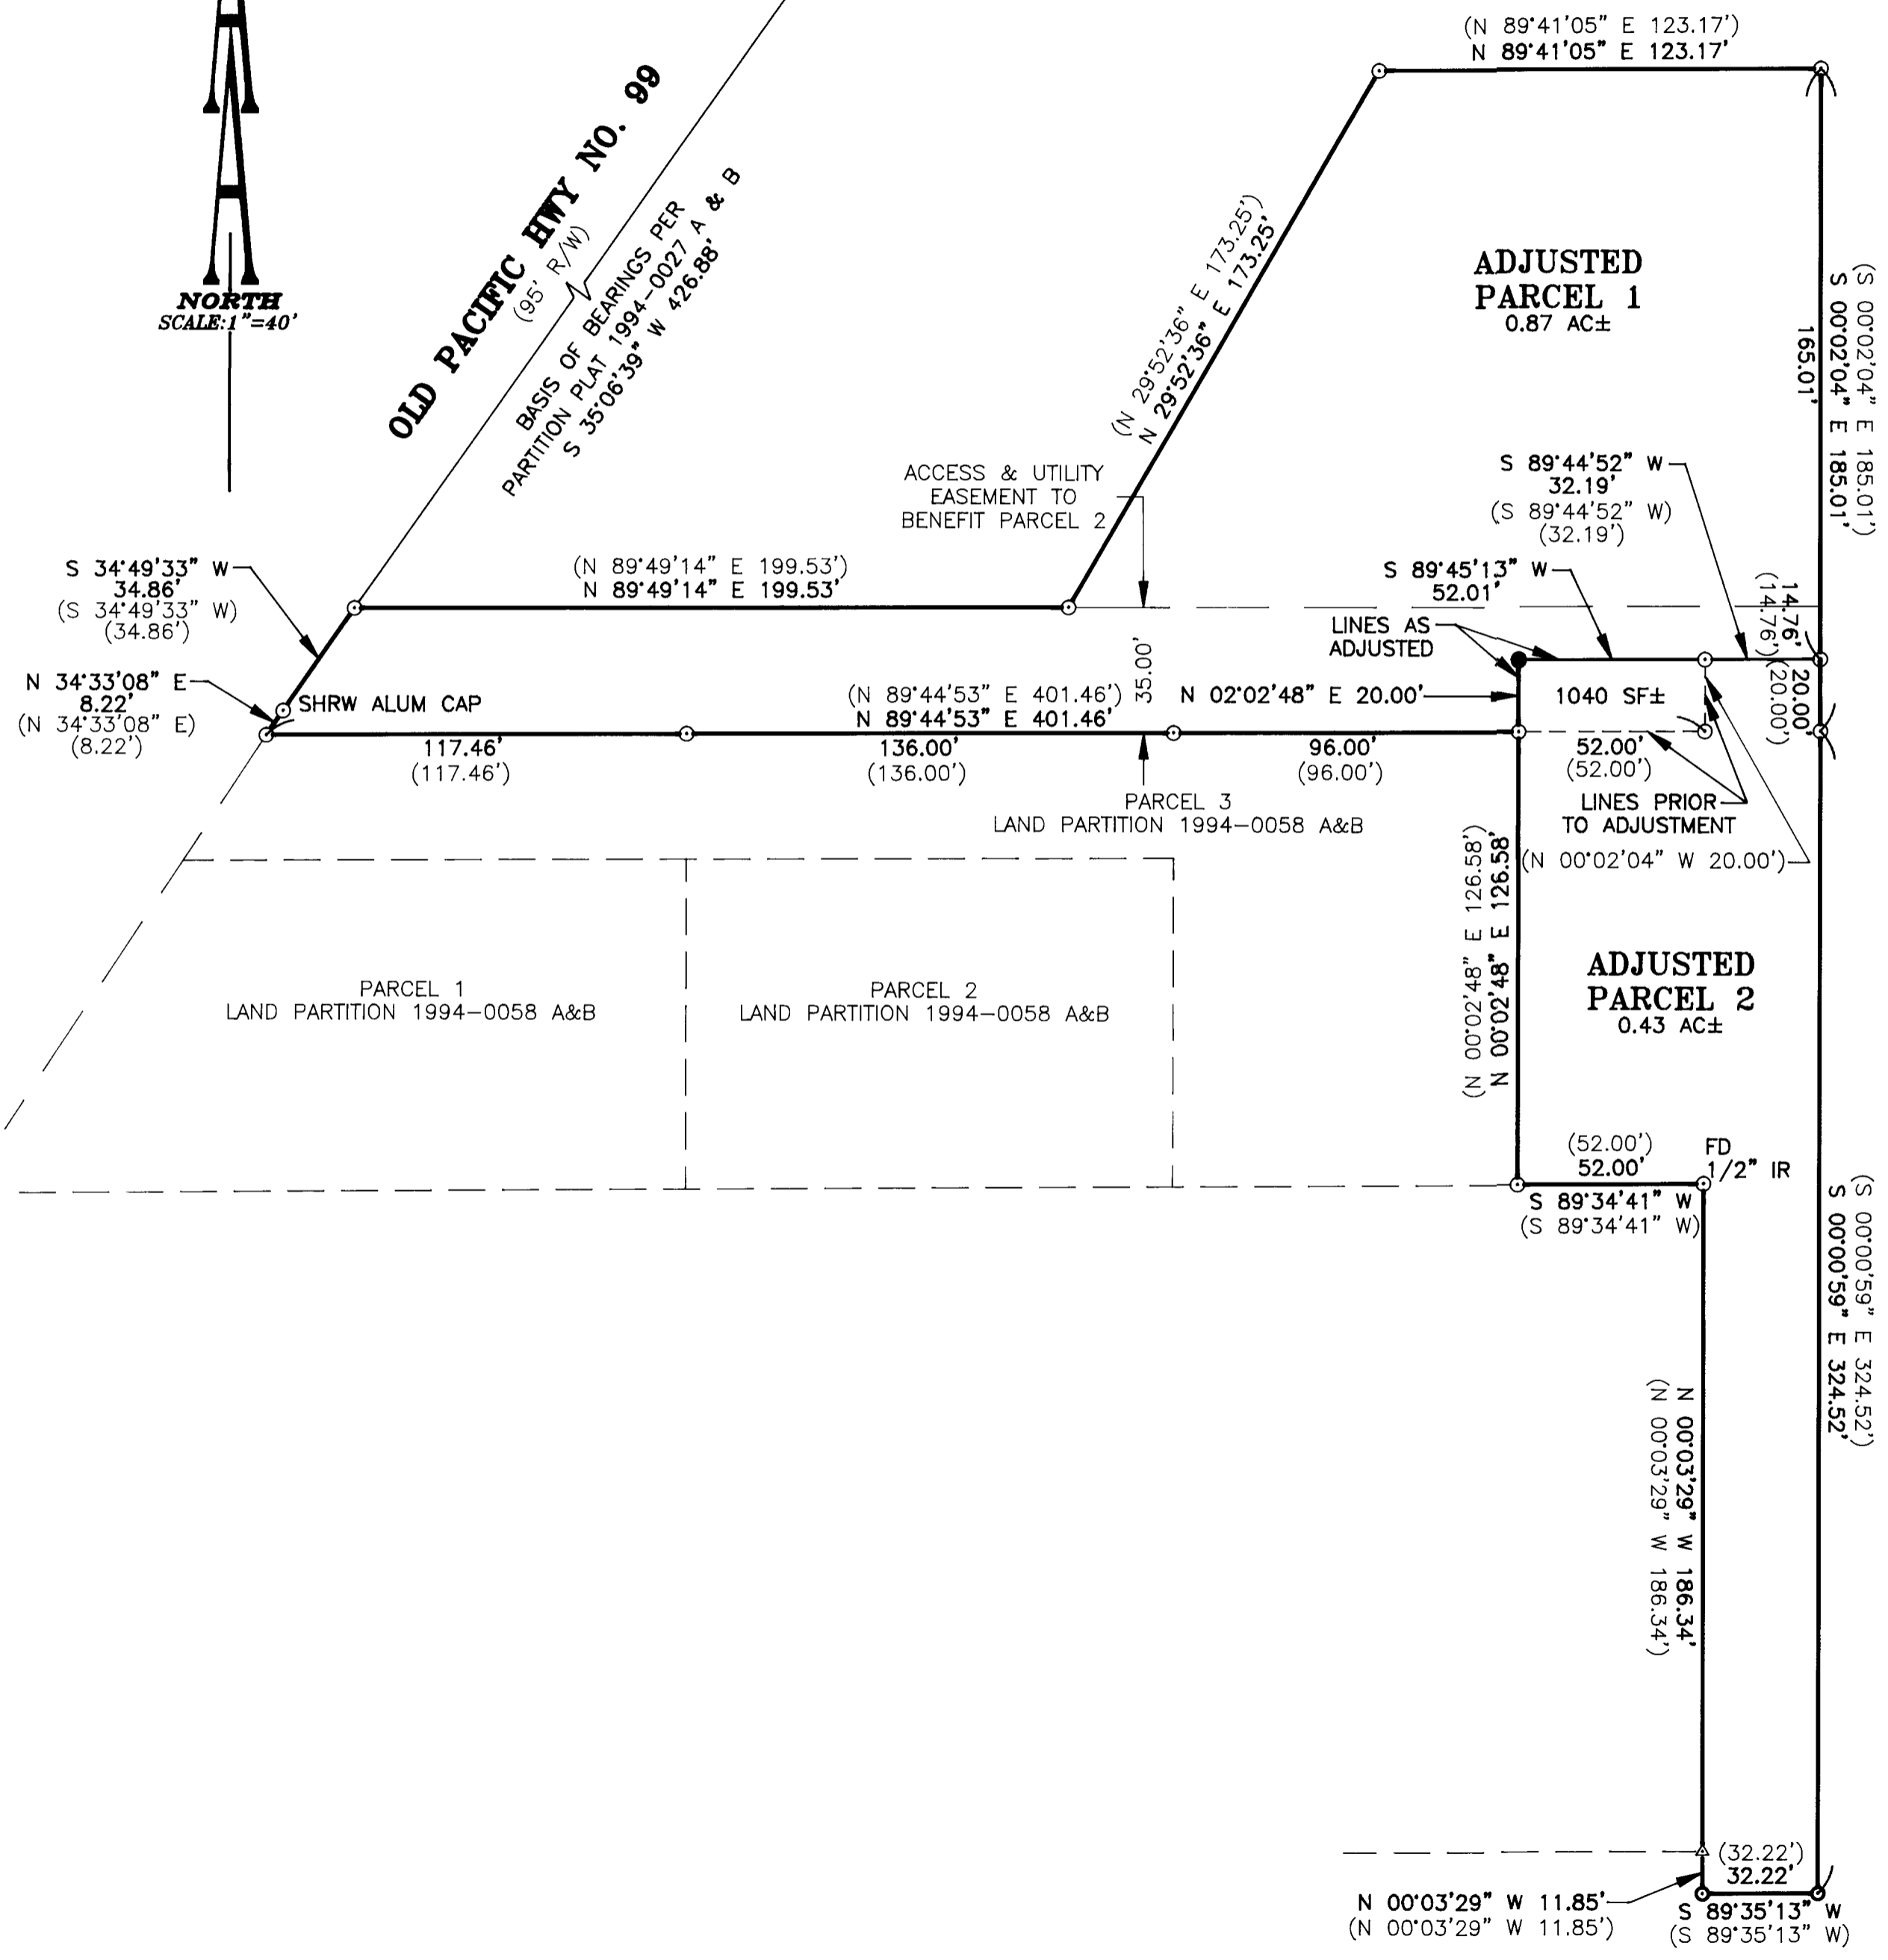 (N 89°41'05" E 123.17')
N 89°41'05" E 123.17'
OLD PACIFIC HWY NO. 99
(95' R/W)
BASIS OF BEARINGS PER
PARTITION PLAT 1994-0027 A & B
S 35°06'39" W 426.88'
NORTH
SCALE:1"=40'
(N 29°52'36" E 173.25')
N 29°52'36" E 173.25'
ADJUSTED
PARCEL 1
0.87 AC±
165.01'
S 00°02'04" E 185.01'
(S 00°02'04" E 185.01')
ACCESS & UTILITY
EASEMENT TO
BENEFIT PARCEL 2
S 89°44'52" W
32.19'
(S 89°44'52" W)
(32.19')
S 89°45'13" W
52.01'
14.76'
(14.76')
LINES AS
ADJUSTED
S 34°49'33" W
34.86'
(S 34°49'33" W)
(34.86')
(N 89°49'14" E 199.53')
N 89°49'14" E 199.53'
N 34°33'08" E
8.22'
(N 34°33'08" E)
(8.22')
SHRW ALUM CAP
35.00'
(N 89°44'53" E 401.46')
N 89°44'53" E 401.46'
N 02°02'48" E 20.00'
1040 SF±
20.00'
(20.00')
117.46'
(117.46')
136.00'
(136.00')
96.00'
(96.00')
52.00'
(52.00')
PARCEL 3
LAND PARTITION 1994-0058 A&B
LINES PRIOR
TO ADJUSTMENT
(N 00°02'04" W 20.00')
(N 00°02'48" E 126.58')
N 00°02'48" E 126.58'
PARCEL 1
LAND PARTITION 1994-0058 A&B
PARCEL 2
LAND PARTITION 1994-0058 A&B
ADJUSTED
PARCEL 2
0.43 AC±
(52.00')
52.00'
FD
1/2" IR
S 89°34'41" W
(S 89°34'41" W)
(S 00°00'59" E 324.52')
S 00°00'59" E 324.52'
N 00°03'29" W 186.34'
(N 00°03'29" W 186.34')
(32.22')
32.22'
N 00°03'29" W 11.85'
(N 00°03'29" W 11.85')
S 89°35'13" W
(S 89°35'13" W)